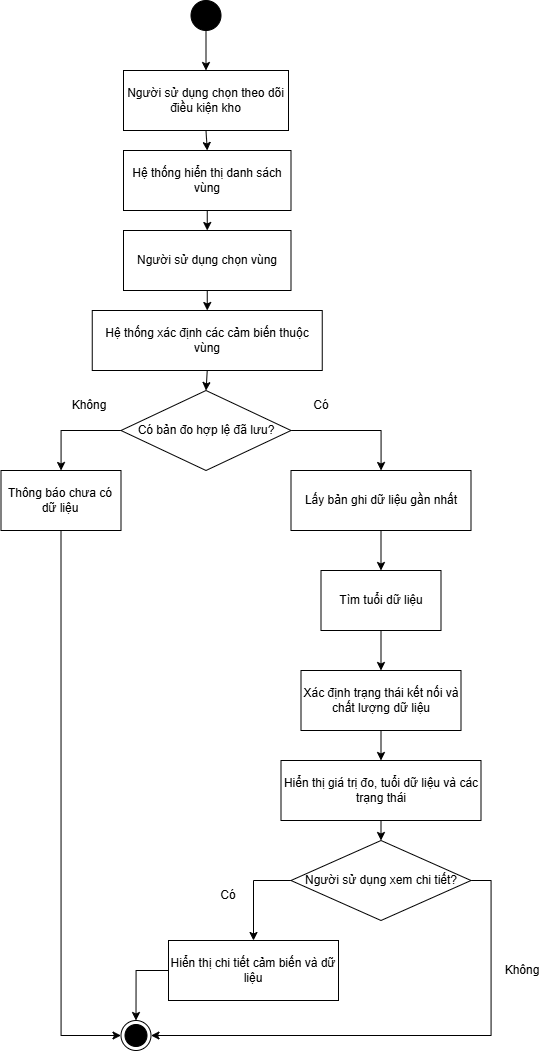 Người sử dụng chọn theo dõi
điều kiện kho
Hệ thống hiển thị danh sách
vùng
Người sử dụng chọn vùng
Hệ thống xác định các cảm biến thuộc
vùng
Không
Có
Có bản đo hợp lệ đã lưu?
Thông báo chưa có
dữ liệu
Lấy bản ghi dữ liệu gần nhất
Tìm tuổi dữ liệu
Xác định trạng thái kết nối và
chất lượng dữ liệu
Hiển thị giá trị đo, tuổi dữ liệu và các
trạng thái
Người sử dụng xem chi tiết?
Có
Hiển thị chi tiết cảm biến và dữ
liệu
Không